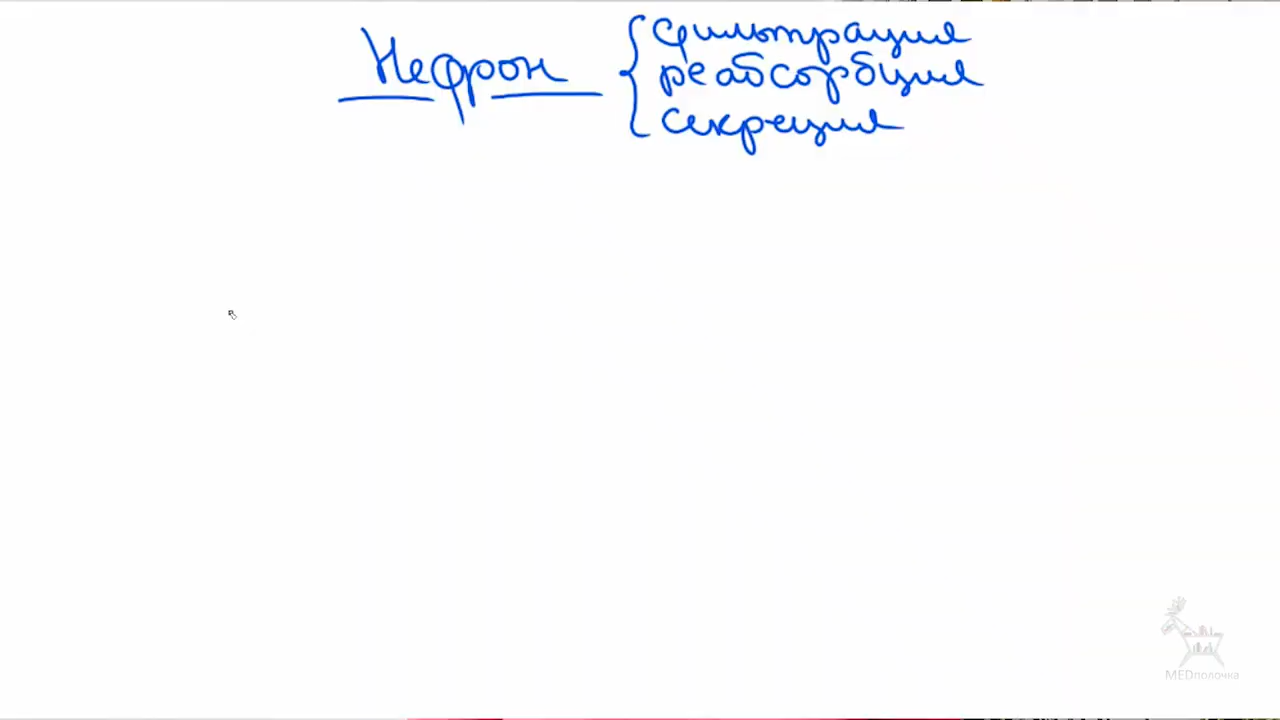 Нефрон
фильтрация
реабсорбция
секреция
MEDполочка